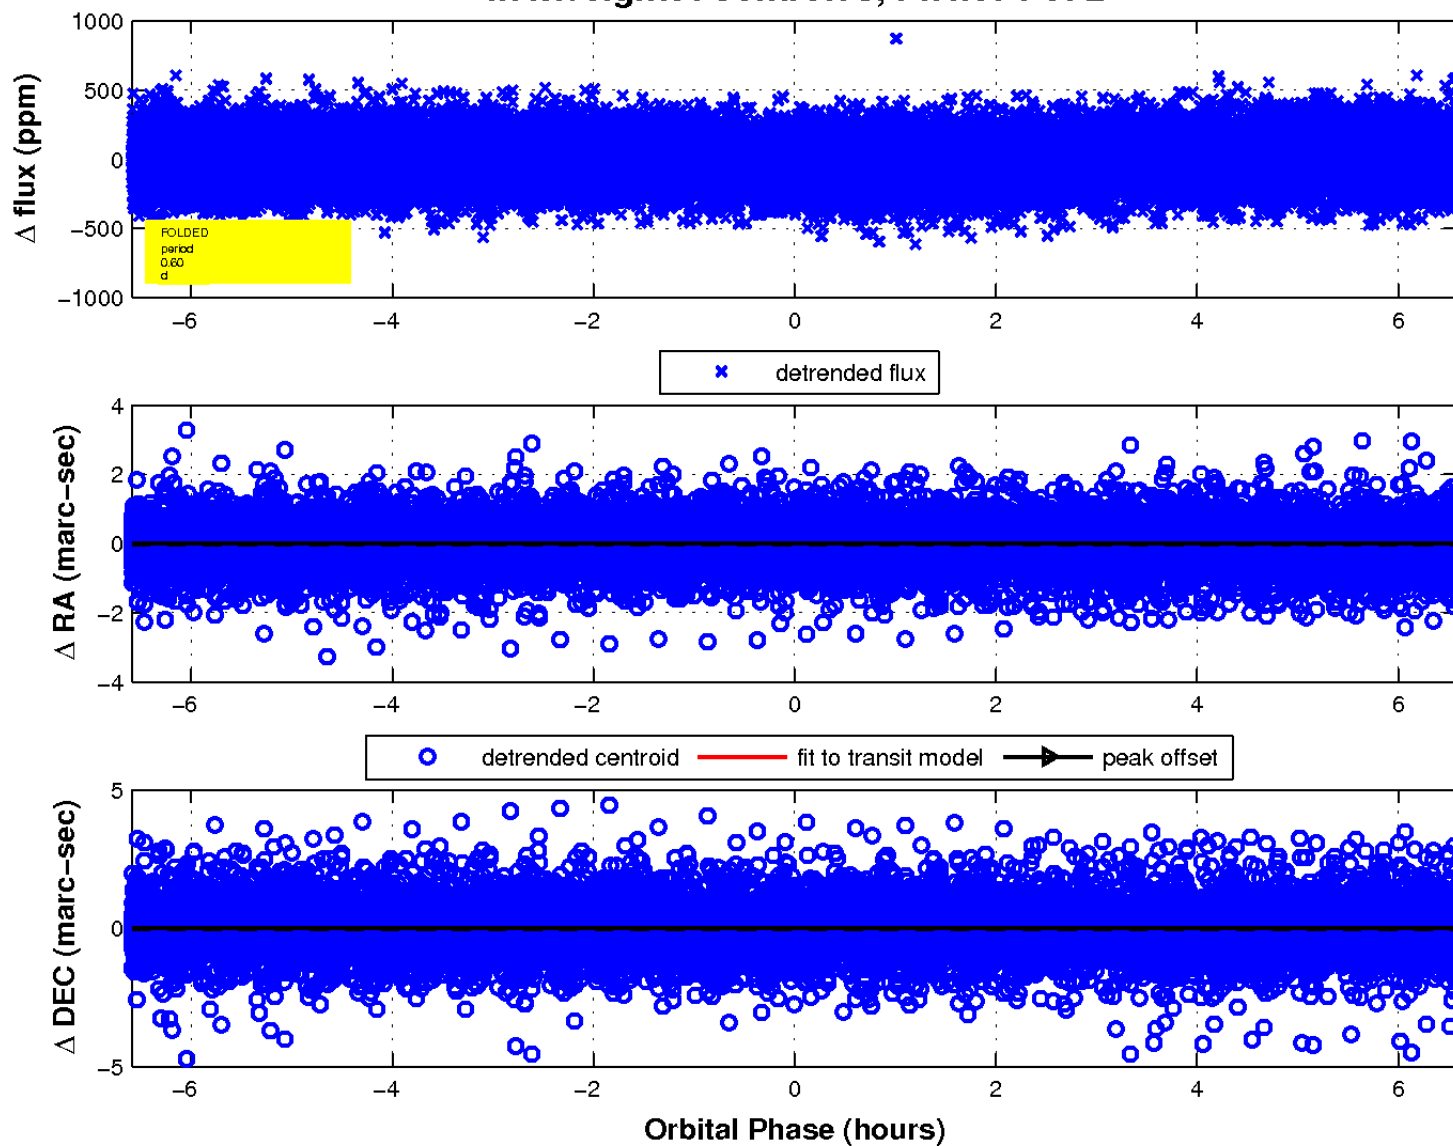 1000
500
0
−500
−1000
Δ flux (ppm)
FOLDED
period
0.60
d
−6 −4 −2 0 2 4 6
detrended flux
4
2
0
−2
−4
Δ RA (marc−sec)
−6 −4 −2 0 2 4 6
detrended centroid fit to transit model peak offset
5
0
−5
Δ DEC (marc−sec)
−6 −4 −2 0 2 4 6
Orbital Phase (hours)